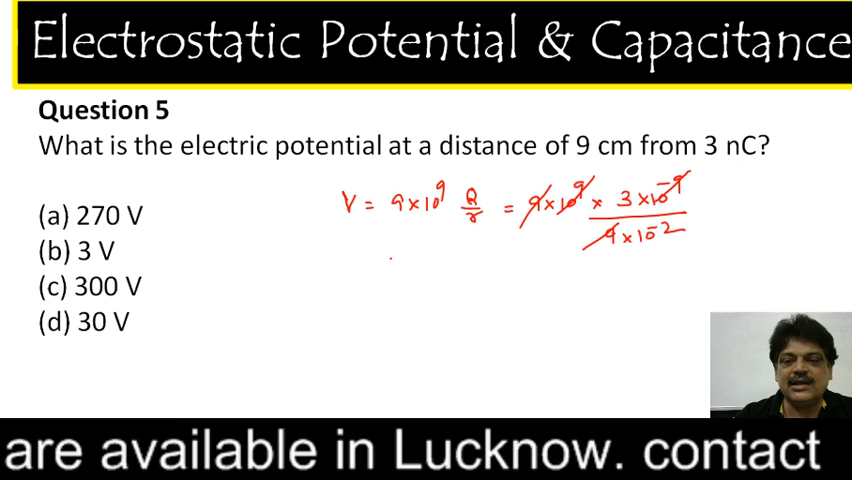 Electrostatic Potential & Capacitance
Question 5
What is the electric potential at a distance of 9 cm from 3 nC?
V = 9×10⁹ Q/r = 9×10⁹ × 3×10⁻⁹/9×10⁻²
(a) 270 V
(b) 3 V
(c) 300 V
(d) 30 V
are available in Lucknow. contact